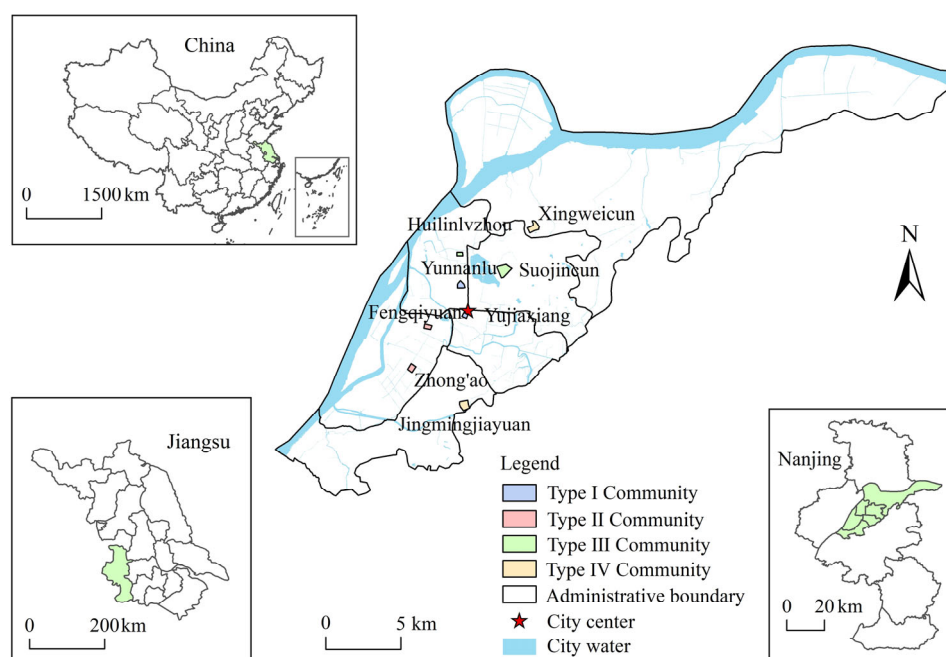 China
0 1500 km
Xingweicun
Huilinlvzhou
Yunnanlu
Suojincun
N
Fengqiyuan
Yujiaxiang
Zhong'ao
Jingmingjiayuan
Jiangsu
0 200 km
Legend
Type I Community
Type II Community
Type III Community
Type IV Community
Administrative boundary
City center
City water
0 5 km
Nanjing
0 20 km